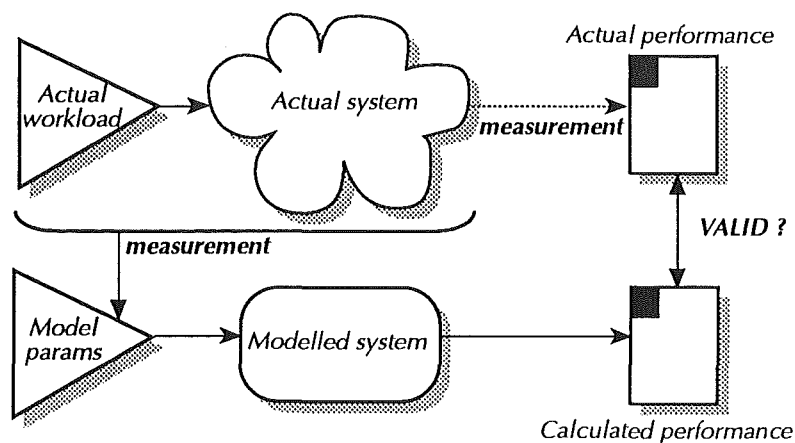 Actual performance
Actual
workload
Actual system
measurement
measurement
VALID ?
Model
params
Modelled system
Calculated performance